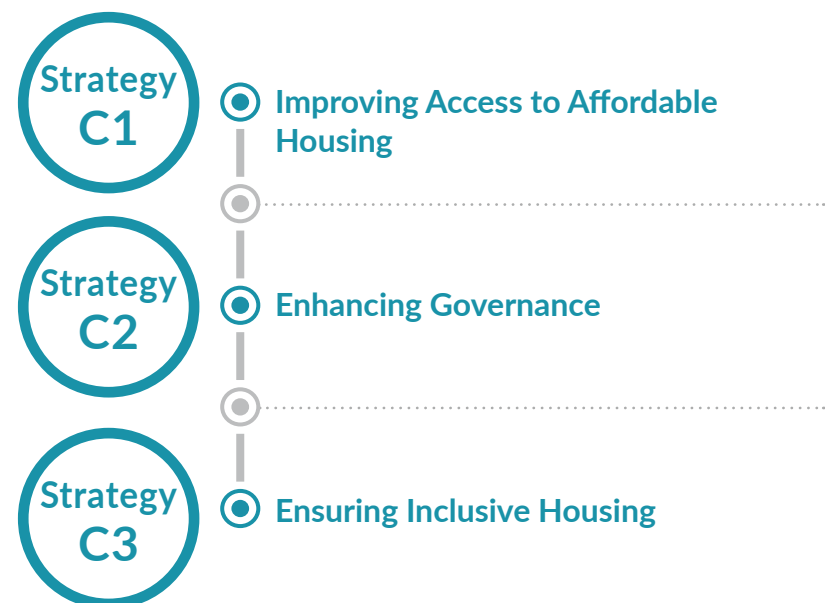 Strategy
C1
Improving Access to Affordable
Housing
Strategy
C2
Enhancing Governance
Strategy
C3
Ensuring Inclusive Housing